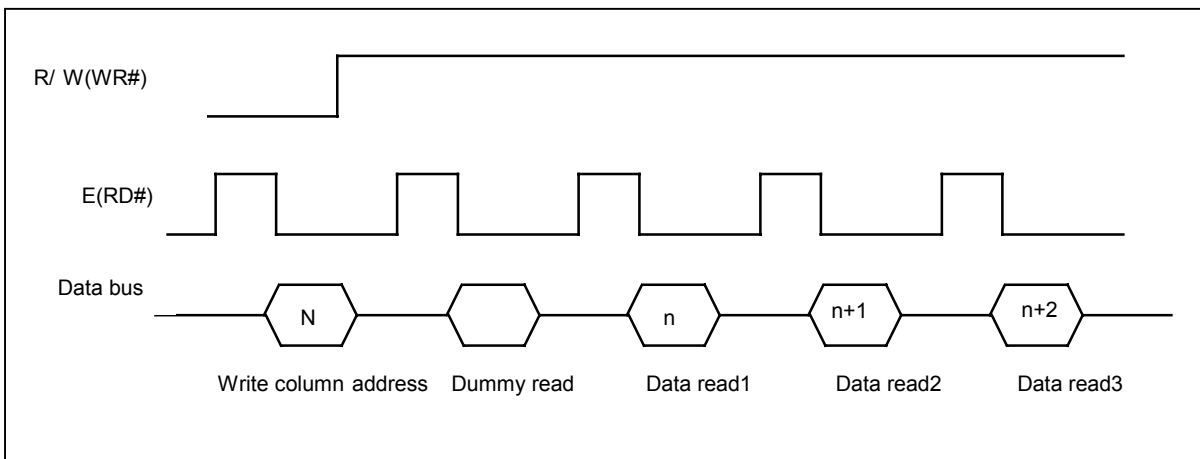 R/ W(WR#)
E(RD#)
Data bus
N
n
n+1
n+2
Write column address
Dummy read
Data read1
Data read2
Data read3